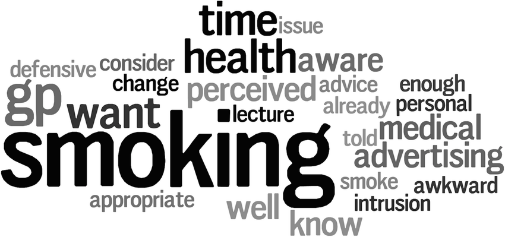 time issue
defensive consider health aware
change perceived advice enough
gp want lecture already personal
smoking told medical
advertising
smoke awkward
appropriate well intrusion
know